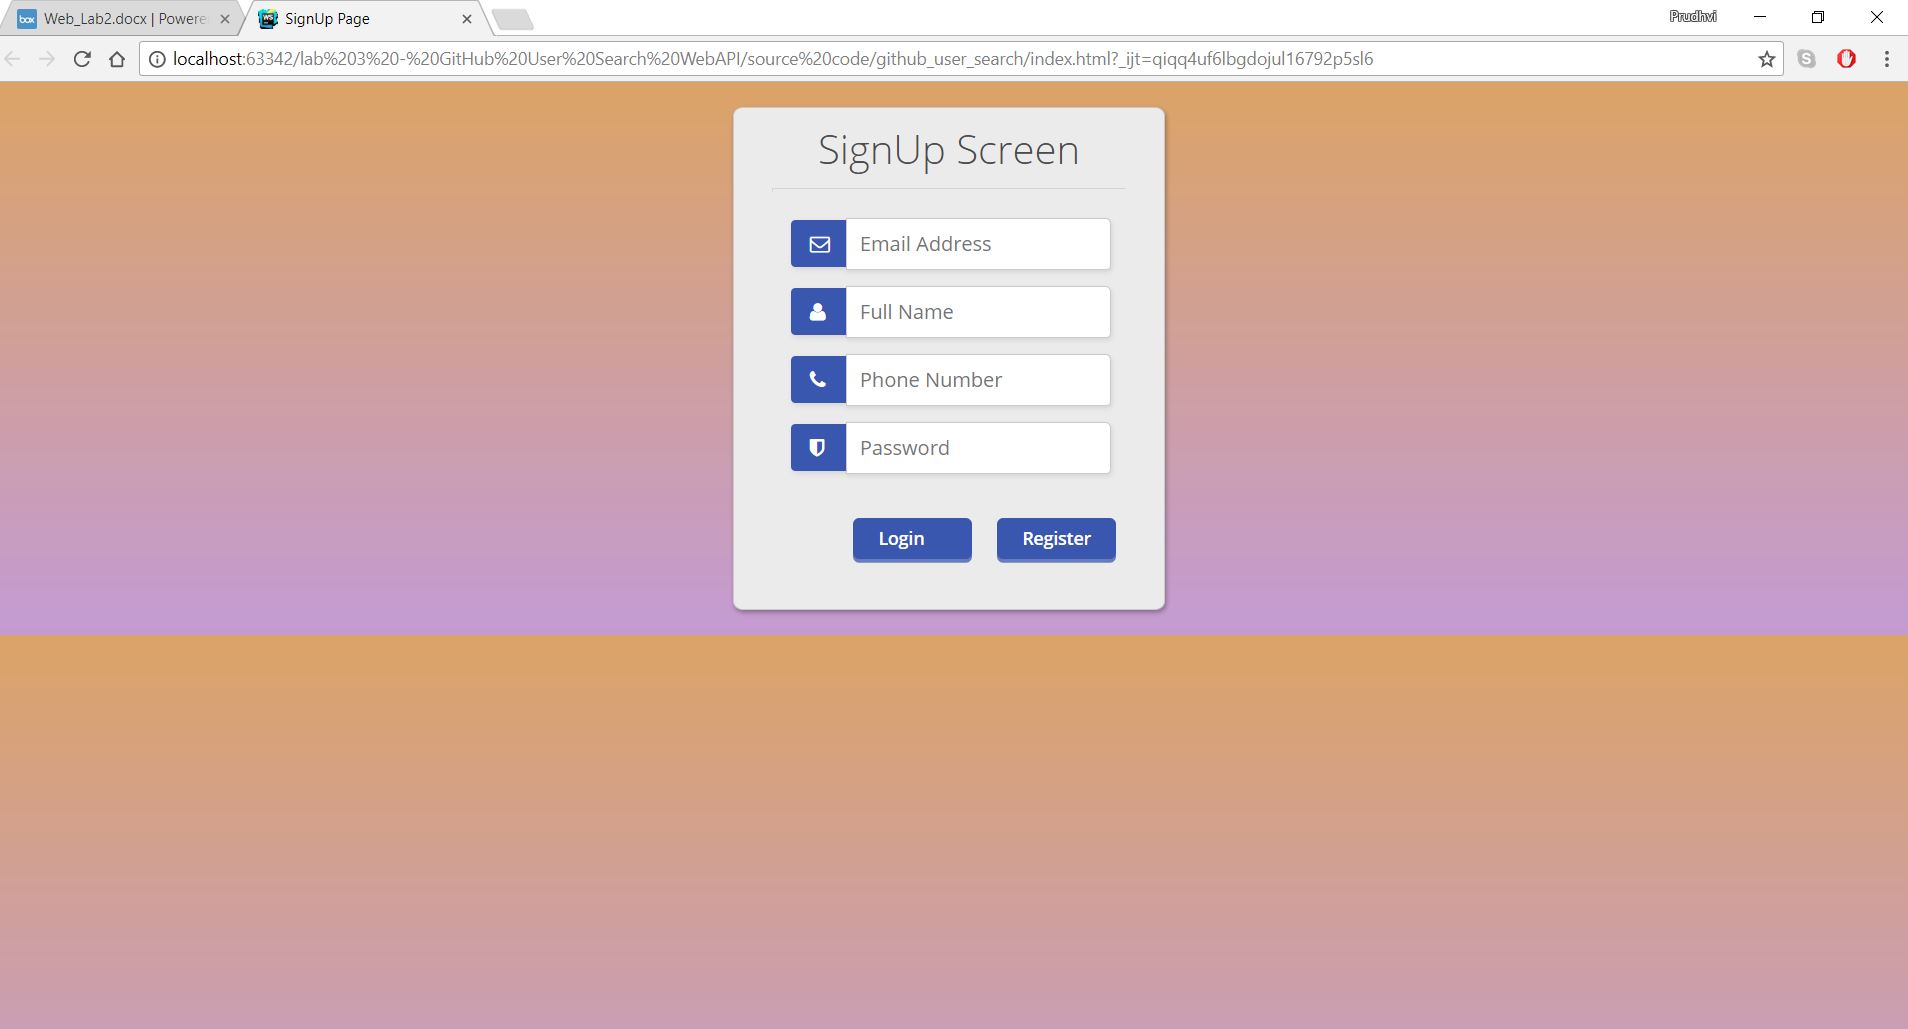 box Web_Lab2.docx | Powere
SignUp Page
Prudhvi
localhost:63342/lab%203%20-%20GitHub%20User%20Search%20WebAPI/source%20code/github_user_search/index.html?_ijt=qiqq4uf6lbgdojul16792p5sl6
SignUp Screen
Email Address
Full Name
Phone Number
Password
Login Register